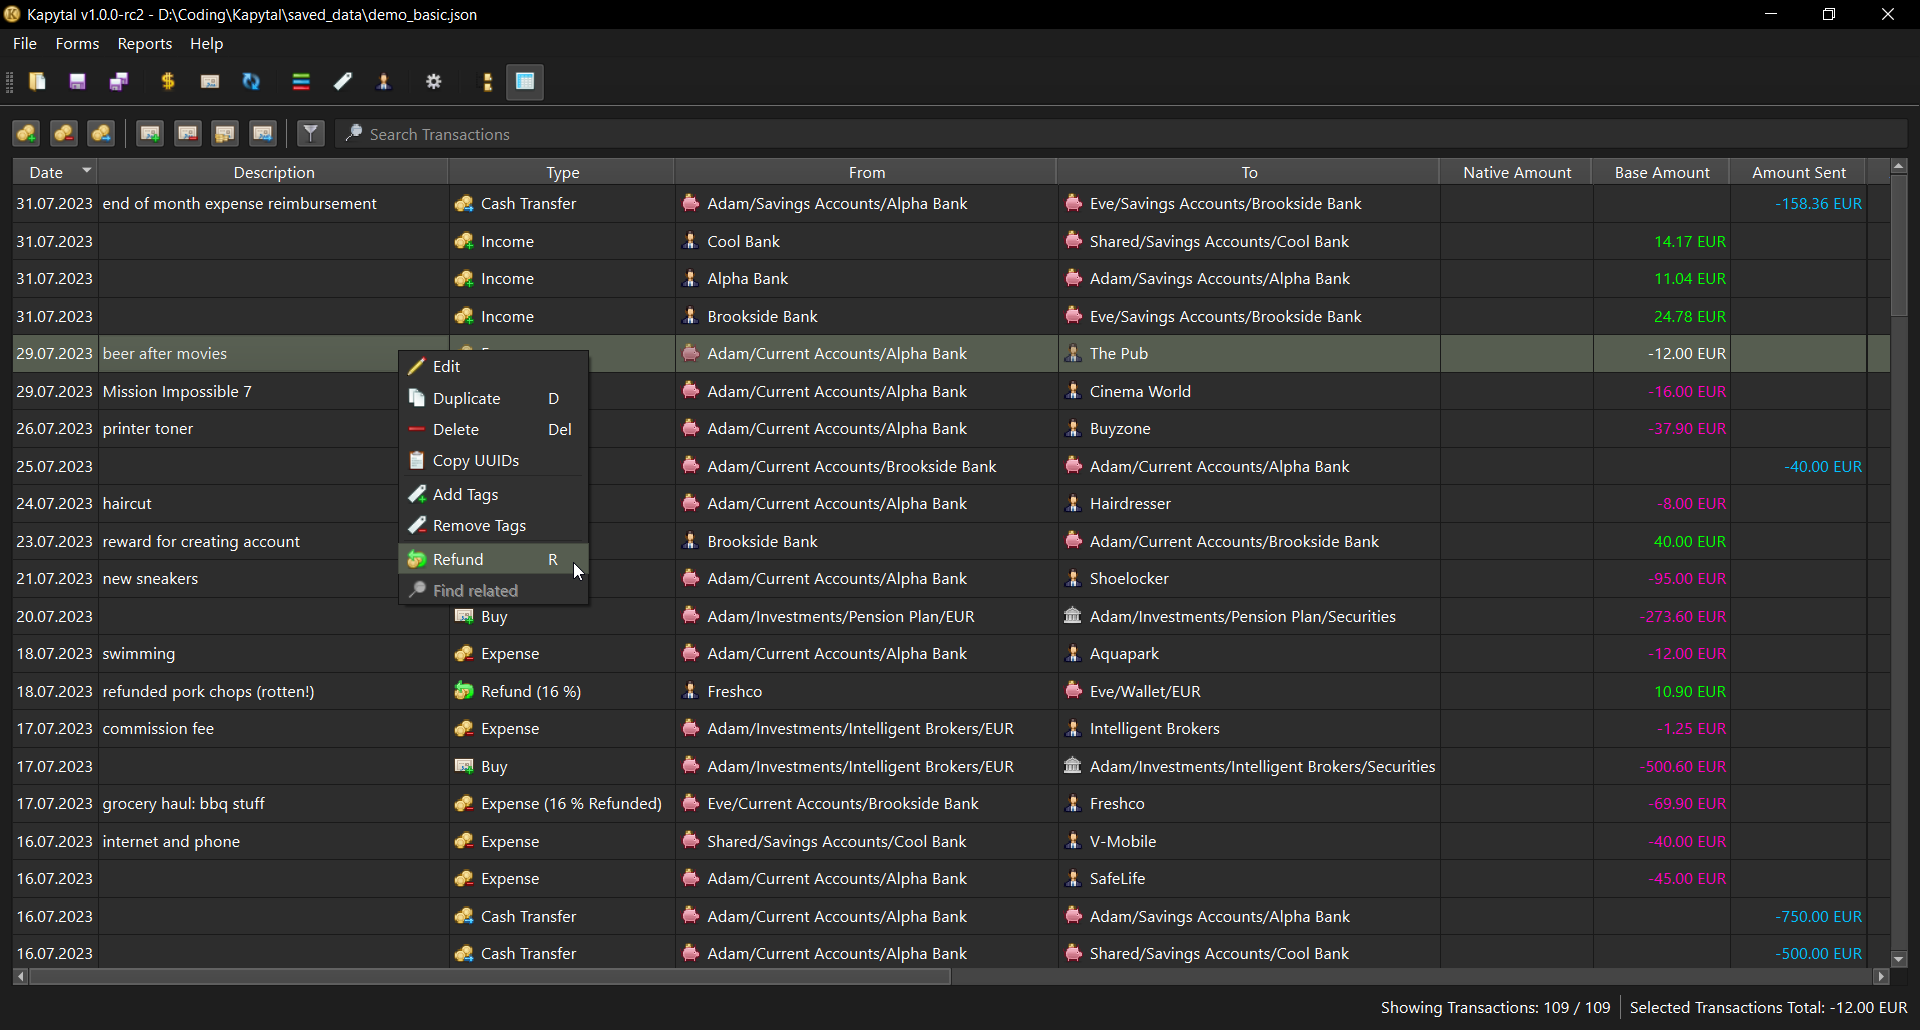 Kapytal v1.0.0-rc2 - D:\Coding\Kapytal\saved_data\demo_basic.json
File Forms Reports Help
Search Transactions
Date Description Type From To Native Amount Base Amount Amount Sent
31.07.2023 end of month expense reimbursement Cash Transfer Adam/Savings Accounts/Alpha Bank Eve/Savings Accounts/Brookside Bank -158.36 EUR
31.07.2023 Income Cool Bank Shared/Savings Accounts/Cool Bank 14.17 EUR
31.07.2023 Income Alpha Bank Adam/Savings Accounts/Alpha Bank 11.04 EUR
31.07.2023 Income Brookside Bank Eve/Savings Accounts/Brookside Bank 24.78 EUR
29.07.2023 beer after movies Adam/Current Accounts/Alpha Bank The Pub -12.00 EUR
29.07.2023 Mission Impossible 7 Adam/Current Accounts/Alpha Bank Cinema World -16.00 EUR
26.07.2023 printer toner Adam/Current Accounts/Alpha Bank Buyzone -37.90 EUR
25.07.2023 Adam/Current Accounts/Brookside Bank Adam/Current Accounts/Alpha Bank -40.00 EUR
24.07.2023 haircut Adam/Current Accounts/Alpha Bank Hairdresser -8.00 EUR
23.07.2023 reward for creating account Brookside Bank Adam/Current Accounts/Brookside Bank 40.00 EUR
21.07.2023 new sneakers Adam/Current Accounts/Alpha Bank Shoelocker -95.00 EUR
Edit
Duplicate D
Delete Del
Copy UUIDs
Add Tags
Remove Tags
Refund R
Find related
20.07.2023 Buy Adam/Investments/Pension Plan/EUR Adam/Investments/Pension Plan/Securities -273.60 EUR
18.07.2023 swimming Expense Adam/Current Accounts/Alpha Bank Aquapark -12.00 EUR
18.07.2023 refunded pork chops (rotten!) Refund (16 %) Freshco Eve/Wallet/EUR 10.90 EUR
17.07.2023 commission fee Expense Adam/Investments/Intelligent Brokers/EUR Intelligent Brokers -1.25 EUR
17.07.2023 Buy Adam/Investments/Intelligent Brokers/EUR Adam/Investments/Intelligent Brokers/Securities -500.60 EUR
17.07.2023 grocery haul: bbq stuff Expense (16 % Refunded) Eve/Current Accounts/Brookside Bank Freshco -69.90 EUR
16.07.2023 internet and phone Expense Shared/Savings Accounts/Cool Bank V-Mobile -40.00 EUR
16.07.2023 Expense Adam/Current Accounts/Alpha Bank SafeLife -45.00 EUR
16.07.2023 Cash Transfer Adam/Current Accounts/Alpha Bank Adam/Savings Accounts/Alpha Bank -750.00 EUR
16.07.2023 Cash Transfer Adam/Current Accounts/Alpha Bank Shared/Savings Accounts/Cool Bank -500.00 EUR
Showing Transactions: 109 / 109 Selected Transactions Total: -12.00 EUR